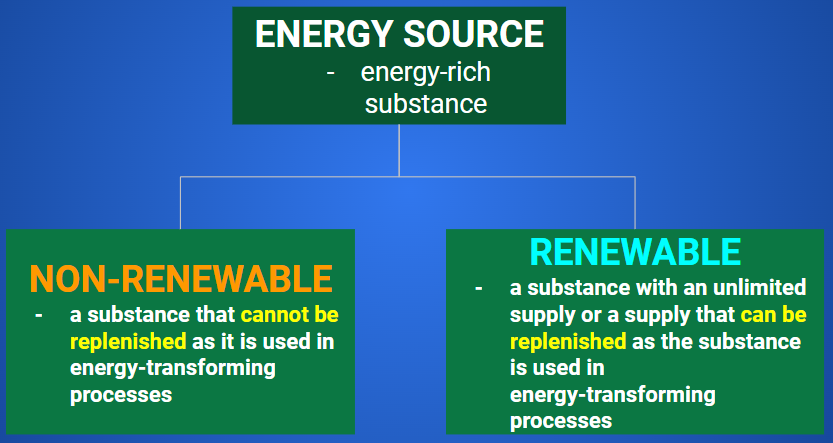 ENERGY SOURCE
- energy-rich
substance
NON-RENEWABLE
- a substance that cannot be
replenished as it is used in
energy-transforming
processes
RENEWABLE
- a substance with an unlimited
supply or a supply that can be
replenished as the substance
is used in
energy-transforming
processes